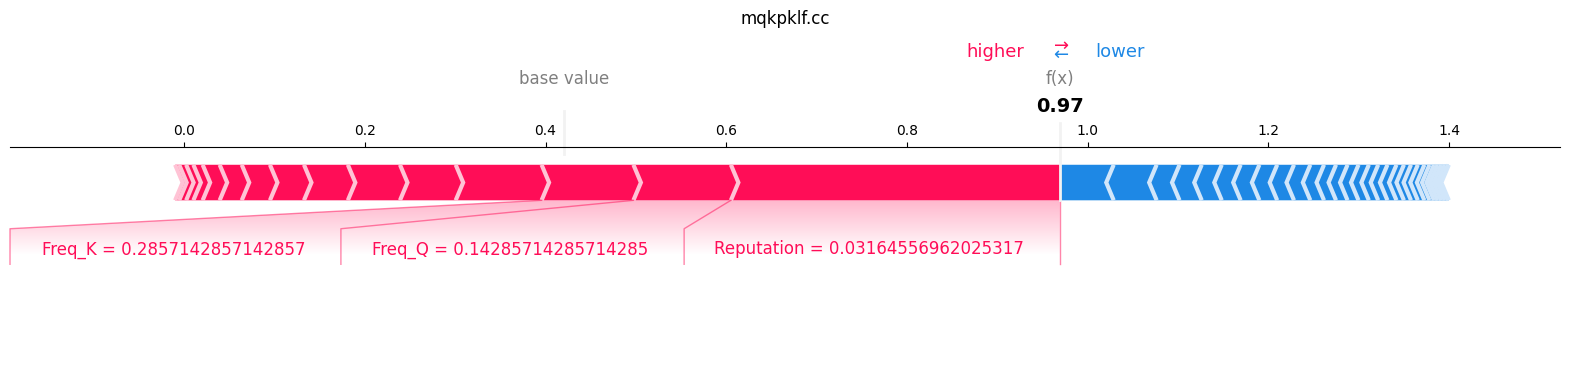 mqkpklf.cc
higher ⇄ lower
base value f(x)
0.97
0.0 0.2 0.4 0.6 0.8 1.0 1.2 1.4
Freq_K = 0.2857142857142857 Freq_Q = 0.14285714285714285 Reputation = 0.03164556962025317